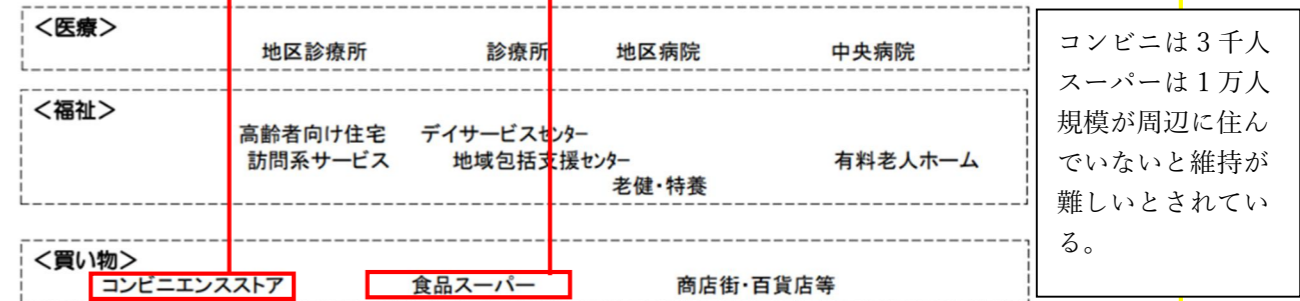 <医療>
地区診療所 診療所 地区病院 中央病院
<福祉>
高齢者向け住宅 デイサービスセンター
訪問系サービス 地域包括支援センター 有料老人ホーム
老健・特養
<買い物>
コンビニエンスストア 食品スーパー 商店街・百貨店等
コンビニは3千人
スーパーは1万人
規模が周辺に住ん
でいないと維持が
難しいとされてい
る。